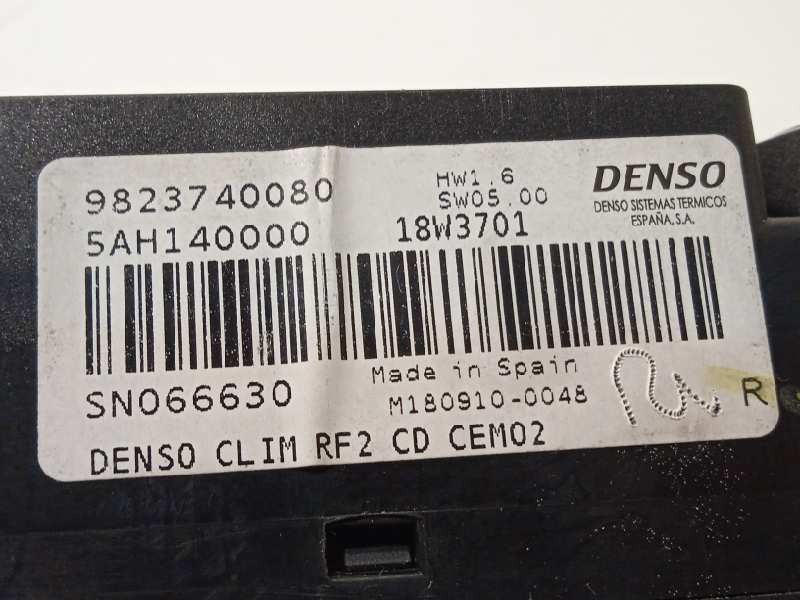 9823740080
5AH140000
HW1.6
SW05.00
18W3701
DENSO
DENSO SISTEMAS TERMICOS
ESPAÑA, S.A.
SN066630
Made in Spain
M180910-0048
R
DENSO CLIM RF2 CD CEM02